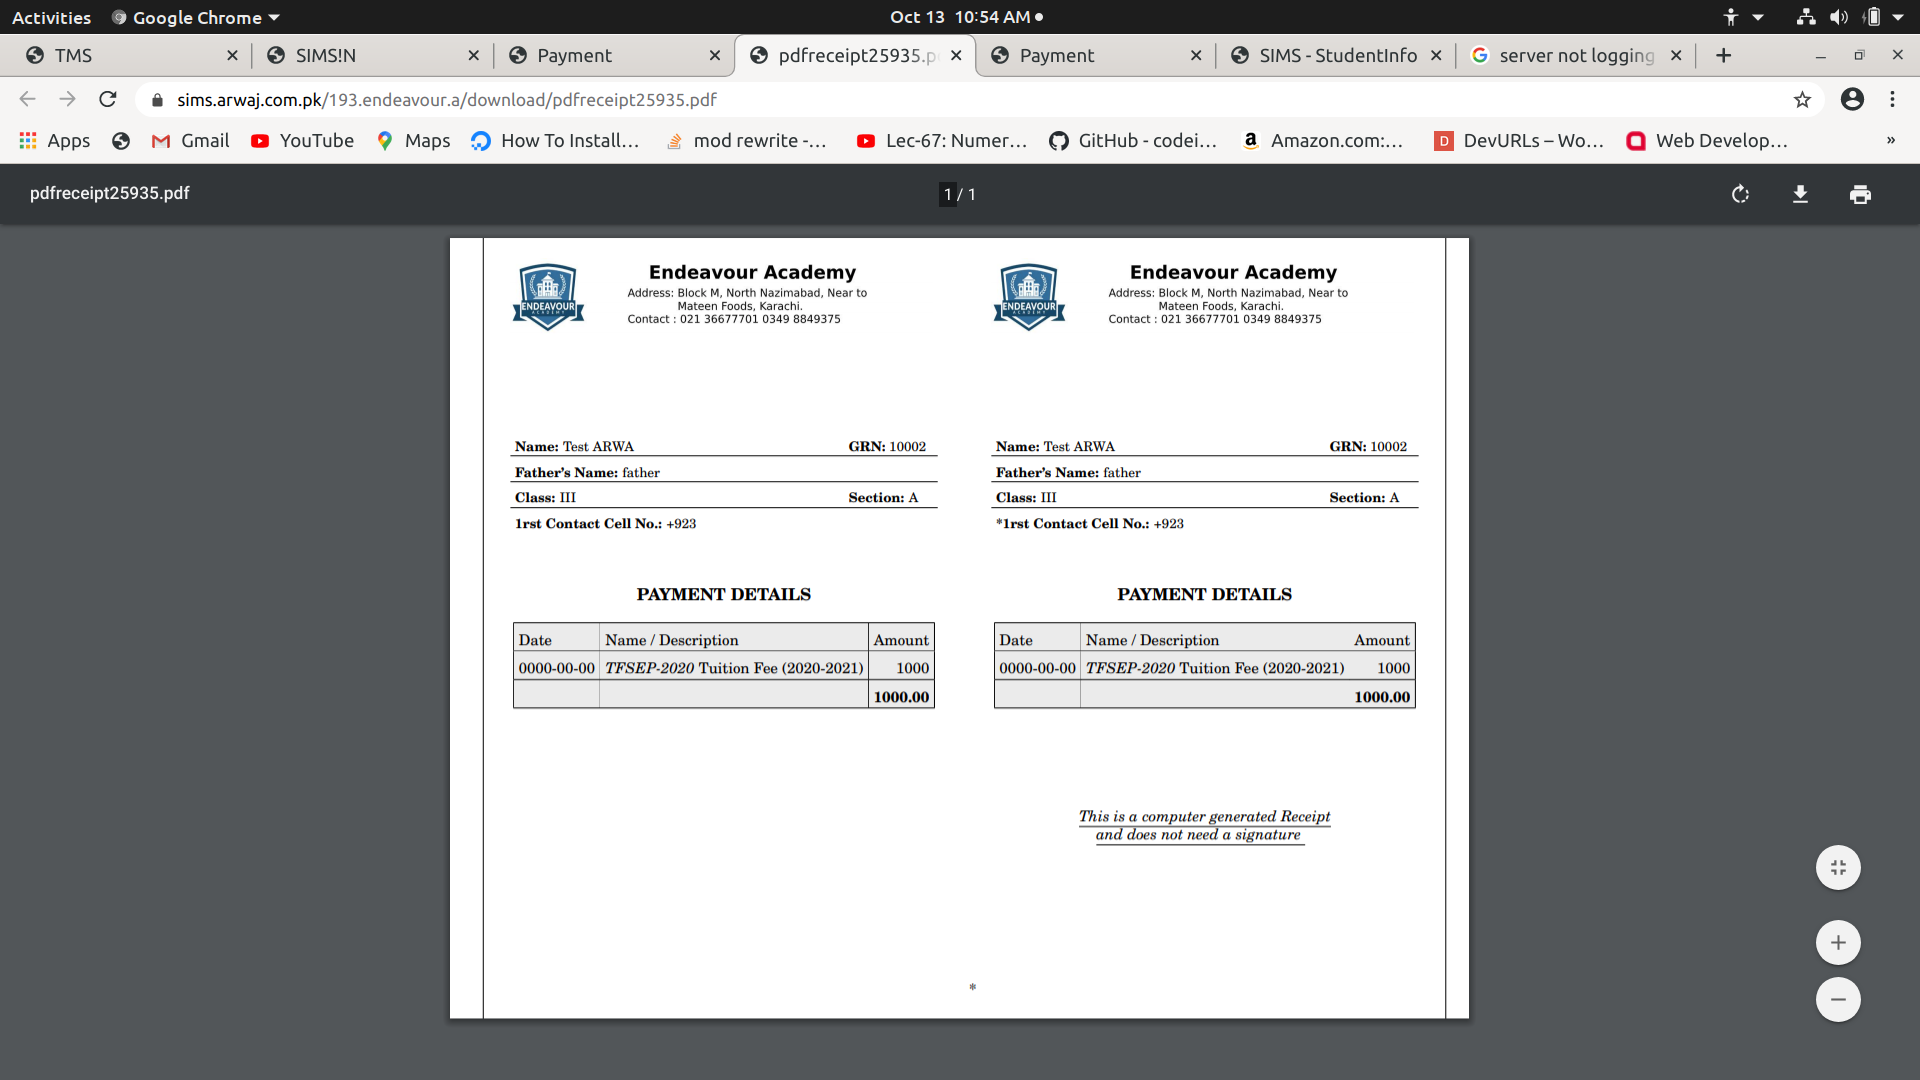 Activities Google Chrome Oct 13 10:54 AM
TMS SIMS!N Payment pdfreceipt25935.p Payment SIMS - StudentInfo server not logging
sims.arwaj.com.pk/193.endeavour.a/download/pdfreceipt25935.pdf
Apps Gmail YouTube Maps How To Install... mod rewrite -... Lec-67: Numer... GitHub - codei... Amazon.com:... DevURLs – Wo... Web Develop... »
pdfreceipt25935.pdf 1 / 1
Endeavour Academy
Address: Block M, North Nazimabad, Near to
Mateen Foods, Karachi.
Contact : 021 36677701 0349 8849375
ENDEAVOUR
ACADEMY
Name: Test ARWA GRN: 10002
Father's Name: father
Class: III Section: A
1rst Contact Cell No.: +923
PAYMENT DETAILS
Date Name / Description Amount
0000-00-00 TFSEP-2020 Tuition Fee (2020-2021) 1000
1000.00
Endeavour Academy
Address: Block M, North Nazimabad, Near to
Mateen Foods, Karachi.
Contact : 021 36677701 0349 8849375
ENDEAVOUR
ACADEMY
Name: Test ARWA GRN: 10002
Father's Name: father
Class: III Section: A
*1rst Contact Cell No.: +923
PAYMENT DETAILS
Date Name / Description Amount
0000-00-00 TFSEP-2020 Tuition Fee (2020-2021) 1000
1000.00
This is a computer generated Receipt
and does not need a signature
*